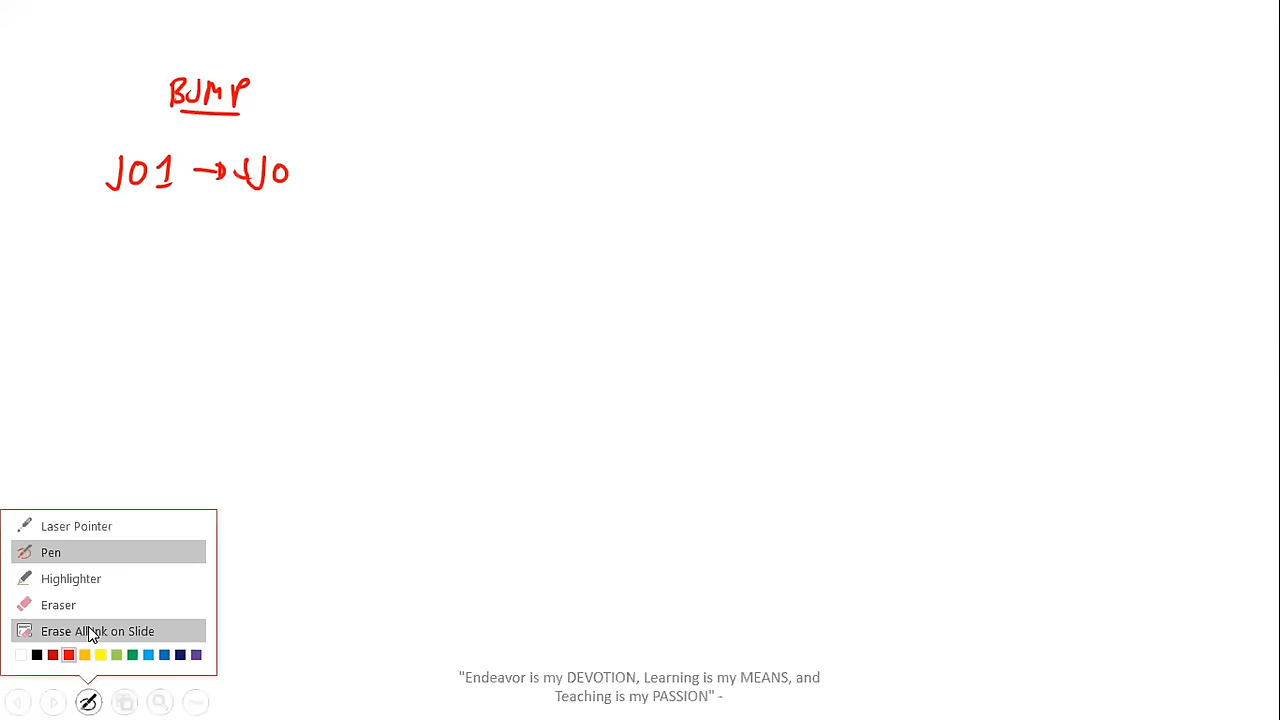 BUMP
J01 → JJ0
Laser Pointer
Pen
Highlighter
Eraser
Erase All Ink on Slide
"Endeavor is my DEVOTION, Learning is my MEANS, and
Teaching is my PASSION" -